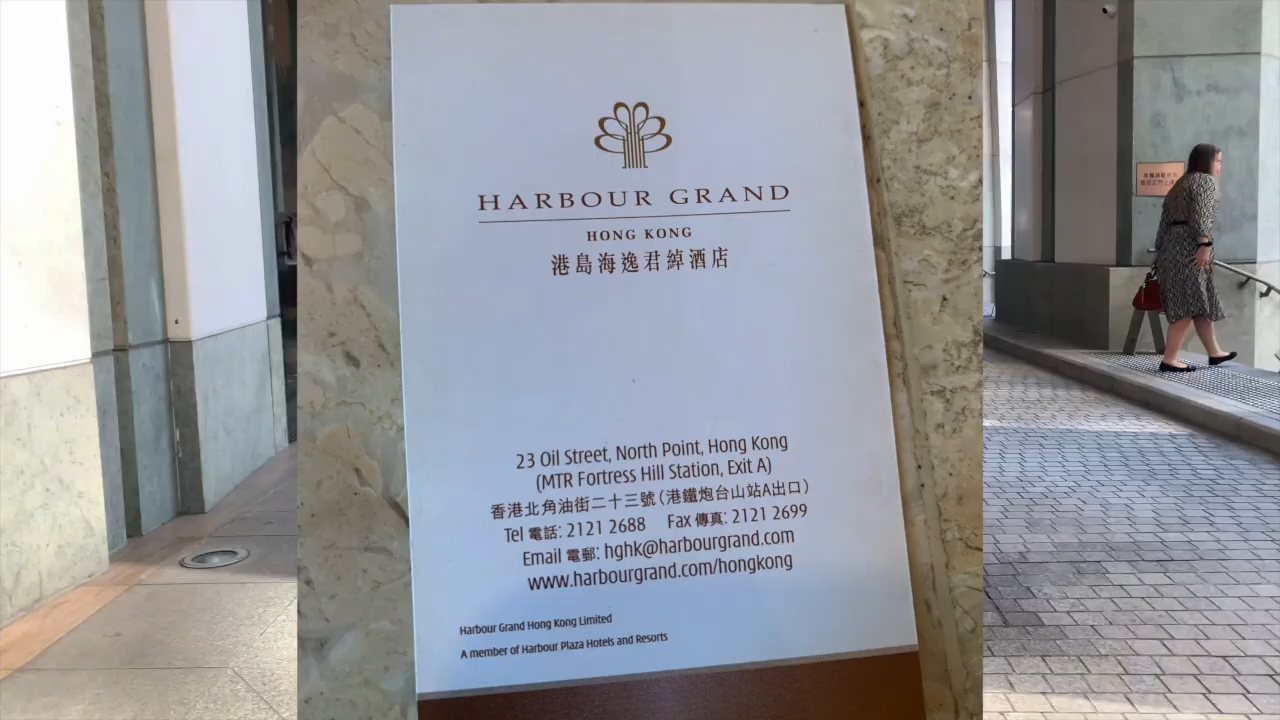 HARBOUR GRAND
HONG KONG
港島海逸君綽酒店
23 Oil Street, North Point, Hong Kong
(MTR Fortress Hill Station, Exit A)
香港北角油街二十三號(港鐵炮台山站A出口)
Tel 電話: 2121 2688 Fax 傳真: 2121 2699
Email 電郵: hghk@harbourgrand.com
www.harbourgrand.com/hongkong
Harbour Grand Hong Kong Limited
A member of Harbour Plaza Hotels and Resorts